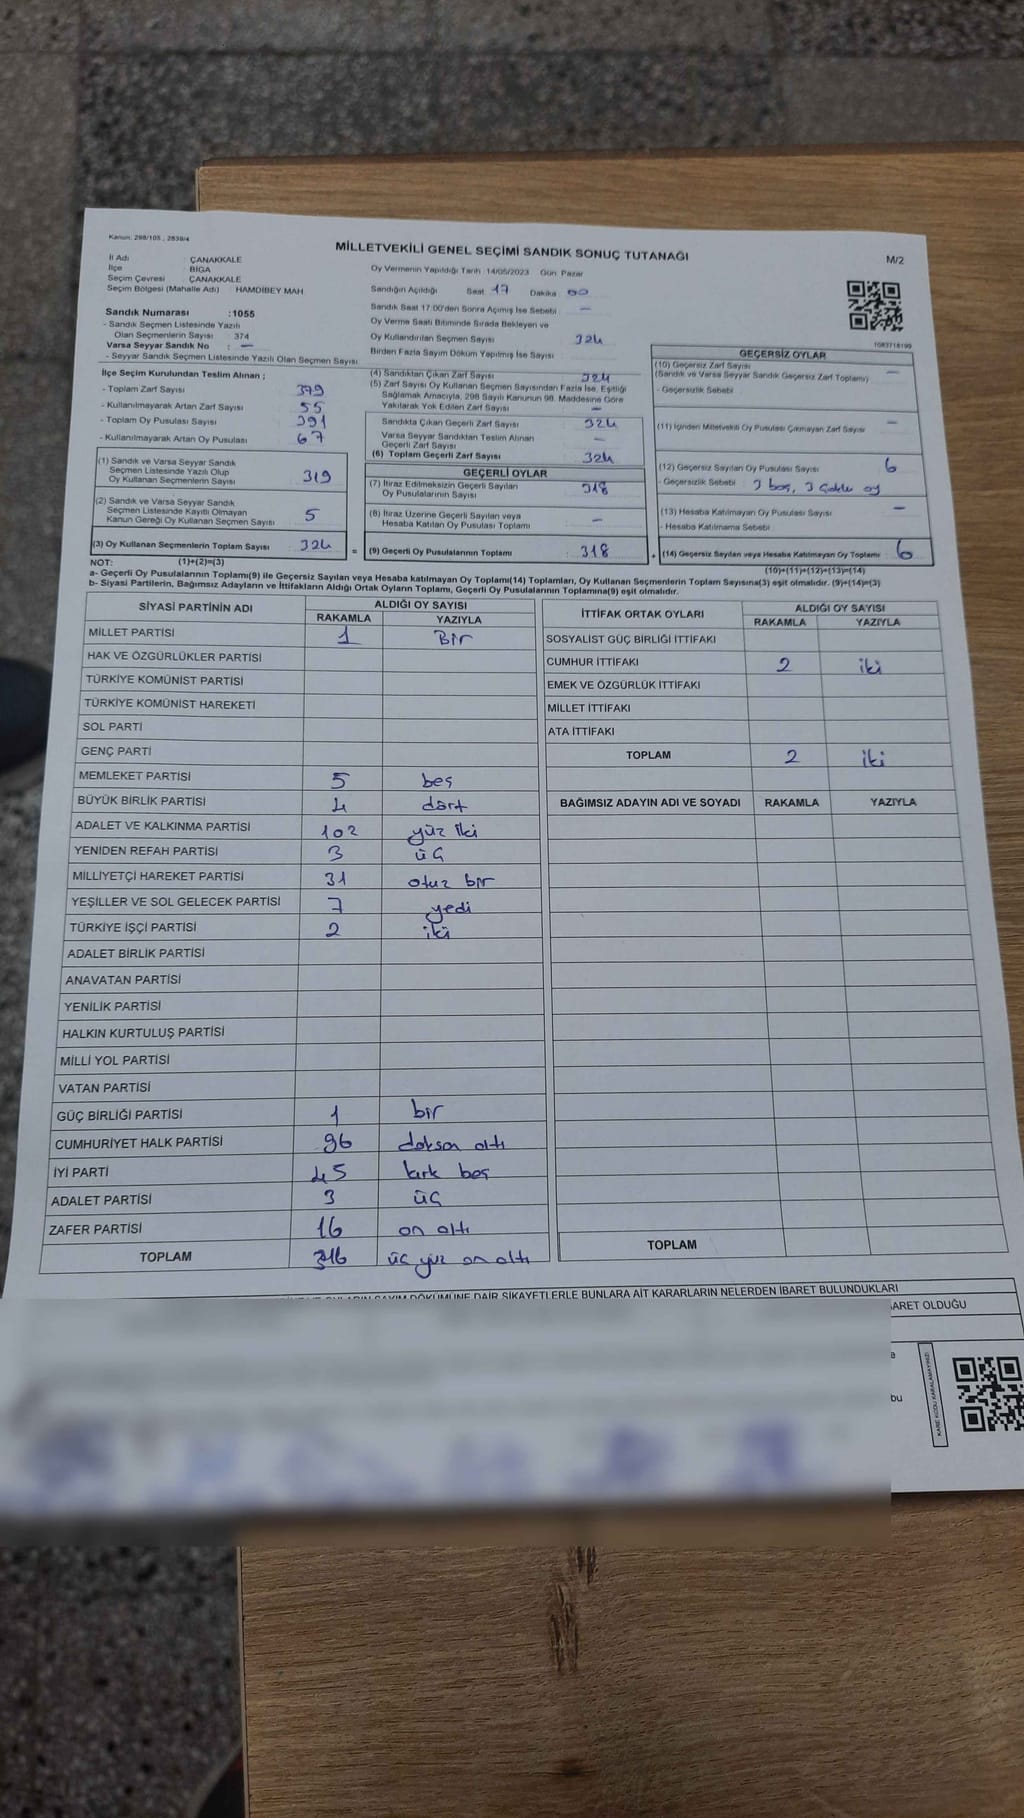 Kanun: 298/105 , 2839/4
MİLLETVEKİLİ GENEL SEÇİMİ SANDIK SONUÇ TUTANAĞI
M/2
İl Adı : ÇANAKKALE
İlçe : BİGA
Seçim Çevresi : ÇANAKKALE
Seçim Bölgesi (Mahalle Adı) : HAMDİBEY MAH.
Sandık Numarası :1055
- Sandık Seçmen Listesinde Yazılı
Olan Seçmenlerin Sayısı : 374
Varsa Seyyar Sandık No : -
- Seyyar Sandık Seçmen Listesinde Yazılı Olan Seçmen Sayısı
Oy Vermenin Yapıldığı Tarih :14/05/2023 Gün: Pazar
Sandığın Açıldığı Saat 17 Dakika 00
Sandık Saat 17:00'den Sonra Açımış İse Sebebi : -
Oy Verme Saati Bitiminde Sırada Bekleyen ve
Oy Kullandırılan Seçmen Sayısı 324
Birden Fazla Sayım Döküm Yapılmış İse Sayısı
1083718199
İlçe Seçim Kurulundan Teslim Alınan ;
- Toplam Zarf Sayısı : 379
- Kullanılmayarak Artan Zarf Sayısı : 55
- Toplam Oy Pusulası Sayısı : 391
- Kullanılmayarak Artan Oy Pusulası : 67
(1) Sandık ve Varsa Seyyar Sandık
Seçmen Listesinde Yazılı Olup
Oy Kullanan Seçmenlerin Sayısı : 319
(2) Sandık ve Varsa Seyyar Sandık
Seçmen Listesinde Kayıtlı Olmayan
Kanun Gereği Oy Kullanan Seçmen Sayısı : 5
(3) Oy Kullanan Seçmenlerin Toplam Sayısı : 324
(4) Sandıktan Çıkan Zarf Sayısı : 324
(5) Zarf Sayısı Oy Kullanan Seçmen Sayısından Fazla İse, Eşitliği
Sağlamak Amacıyla, 298 Sayılı Kanunun 98. Maddesine Göre
Yakılarak Yok Edilen Zarf Sayısı : -
Sandıkta Çıkan Geçerli Zarf Sayısı : 324
Varsa Seyyar Sandıktan Teslim Alınan
Geçerli Zarf Sayısı : -
(6) Toplam Geçerli Zarf Sayısı : 324
GEÇERLİ OYLAR
(7) İtiraz Edilmeksizin Geçerli Sayılan
Oy Pusulalarının Sayısı : 318
(8) İtiraz Üzerine Geçerli Sayılan veya
Hesaba Katılan Oy Pusulası Toplamı : -
= (9) Geçerli Oy Pusulalarının Toplamı : 318
GEÇERSİZ OYLAR
(10) Geçersiz Zarf Sayısı
(Sandık ve Varsa Seyyar Sandık Geçersiz Zarf Toplamı) : -
- Geçersizlik Sebebi :
(11) İçinden Milletvekili Oy Pusulası Çıkmayan Zarf Sayısı : -
(12) Geçersiz Sayılan Oy Pusulası Sayısı : 6
- Geçersizlik Sebebi : 3 boş, 3 çoklu oy
(13) Hesaba Katılmayan Oy Pusulası Sayısı : -
- Hesaba Katılmama Sebebi :
+ (14) Geçersiz Sayılan veya Hesaba Katılmayan Oy Toplamı : 6
NOT: (1)+(2)=(3)
(10)+(11)+(12)+(13)=(14)
a- Geçerli Oy Pusulalarının Toplamı(9) ile Geçersiz Sayılan veya Hesaba katılmayan Oy Toplamı(14) Toplamları, Oy Kullanan Seçmenlerin Toplam Sayısına(3) eşit olmalıdır. (9)+(14)=(3)
b- Siyasi Partilerin, Bağımsız Adayların ve İttifakların Aldığı Ortak Oyların Toplamı, Geçerli Oy Pusulalarının Toplamına(9) eşit olmalıdır.
SİYASİ PARTİNİN ADI ALDIĞI OY SAYISI
RAKAMLA YAZIYLA
MİLLET PARTİSİ 1 Bir
HAK VE ÖZGÜRLÜKLER PARTİSİ
TÜRKİYE KOMÜNİST PARTİSİ
TÜRKİYE KOMÜNİST HAREKETİ
SOL PARTİ
GENÇ PARTİ
MEMLEKET PARTİSİ 5 beş
BÜYÜK BİRLİK PARTİSİ 4 dört
ADALET VE KALKINMA PARTİSİ 102 yüz iki
YENİDEN REFAH PARTİSİ 3 üç
MİLLİYETÇİ HAREKET PARTİSİ 31 otuz bir
YEŞİLLER VE SOL GELECEK PARTİSİ 7 yedi
TÜRKİYE İŞÇİ PARTİSİ 2 iki
ADALET BİRLİK PARTİSİ
ANAVATAN PARTİSİ
YENİLİK PARTİSİ
HALKIN KURTULUŞ PARTİSİ
MİLLİ YOL PARTİSİ
VATAN PARTİSİ
GÜÇ BİRLİĞİ PARTİSİ 1 bir
CUMHURİYET HALK PARTİSİ 96 doksan altı
İYİ PARTİ 45 kırk beş
ADALET PARTİSİ 3 üç
ZAFER PARTİSİ 16 on altı
TOPLAM 316 üç yüz on altı
İTTİFAK ORTAK OYLARI ALDIĞI OY SAYISI
RAKAMLA YAZIYLA
SOSYALİST GÜÇ BİRLİĞİ İTTİFAKI
CUMHUR İTTİFAKI 2 iki
EMEK VE ÖZGÜRLÜK İTTİFAKI
MİLLET İTTİFAKI
ATA İTTİFAKI
TOPLAM 2 iki
BAĞIMSIZ ADAYIN ADI VE SOYADI RAKAMLA YAZIYLA
TOPLAM
SAYIM DÖKÜMÜNE DAİR ŞİKAYETLERLE BUNLARA AİT KARARLARIN NELERDEN İBARET BULUNDUKLARI
BARET OLDUĞU
bu
KARE KODU KARALAMAYINIZ!